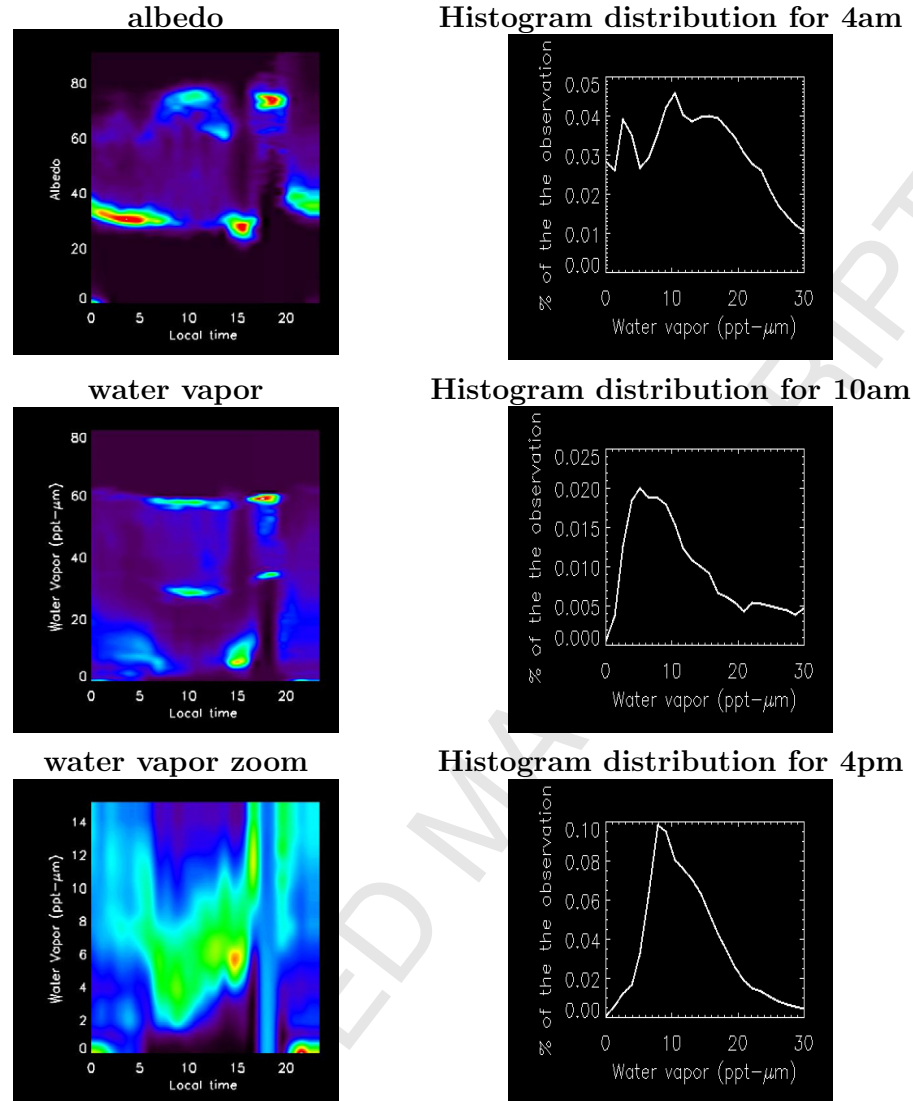 albedo
80
60
40
20
0
Albedo
0 5 10 15 20
Local time
Histogram distribution for 4am
0.05
0.04
0.03
0.02
0.01
0.00
% of the the observation
0 10 20 30
Water vapor (ppt-μm)
water vapor
80
60
40
20
0
Water Vapor (ppt-μm)
0 5 10 15 20
Local time
Histogram distribution for 10am
0.025
0.020
0.015
0.010
0.005
0.000
% of the the observation
0 10 20 30
Water vapor (ppt-μm)
water vapor zoom
14
12
10
8
6
4
2
0
Water Vapor (ppt-μm)
0 5 10 15 20
Local time
Histogram distribution for 4pm
0.10
0.08
0.06
0.04
0.02
0.00
% of the the observation
0 10 20 30
Water vapor (ppt-μm)
ED MA
RIPT